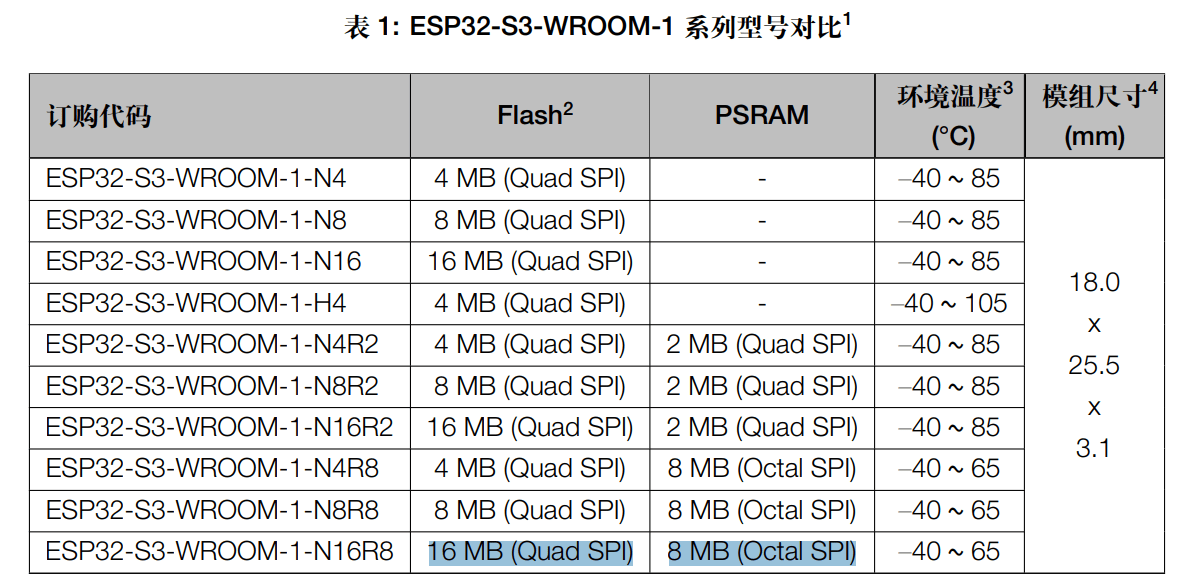 表 1: ESP32-S3-WROOM-1 系列型号对比1
订购代码 Flash2 PSRAM 环境温度3 (°C) 模组尺寸4 (mm)
ESP32-S3-WROOM-1-N4 4 MB (Quad SPI) - –40 ~ 85
ESP32-S3-WROOM-1-N8 8 MB (Quad SPI) - –40 ~ 85
ESP32-S3-WROOM-1-N16 16 MB (Quad SPI) - –40 ~ 85
ESP32-S3-WROOM-1-H4 4 MB (Quad SPI) - –40 ~ 105
ESP32-S3-WROOM-1-N4R2 4 MB (Quad SPI) 2 MB (Quad SPI) –40 ~ 85
ESP32-S3-WROOM-1-N8R2 8 MB (Quad SPI) 2 MB (Quad SPI) –40 ~ 85
ESP32-S3-WROOM-1-N16R2 16 MB (Quad SPI) 2 MB (Quad SPI) –40 ~ 85
ESP32-S3-WROOM-1-N4R8 4 MB (Quad SPI) 8 MB (Octal SPI) –40 ~ 65
ESP32-S3-WROOM-1-N8R8 8 MB (Quad SPI) 8 MB (Octal SPI) –40 ~ 65
ESP32-S3-WROOM-1-N16R8 16 MB (Quad SPI) 8 MB (Octal SPI) –40 ~ 65
18.0
x
25.5
x
3.1